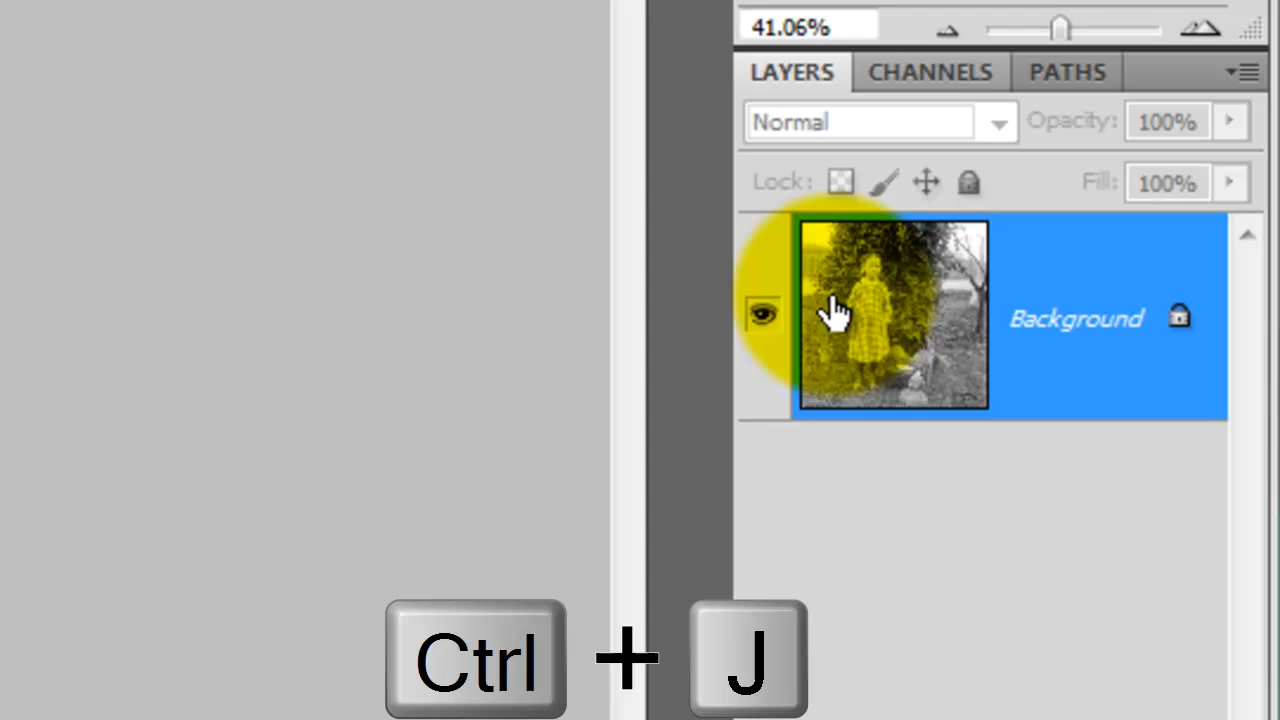 41.06%
LAYERS CHANNELS PATHS
Normal Opacity: 100%
Lock: Fill: 100%
Background
Ctrl + J